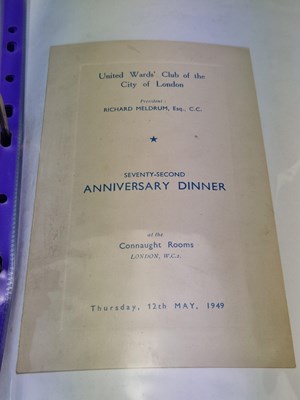 United Wards' Club of the
City of London
President:
RICHARD MELDRUM, Esq., C.C.
SEVENTY-SECOND
ANNIVERSARY DINNER
at the
Connaught Rooms
LONDON, W.C.2.
Thursday, 12th MAY, 1949